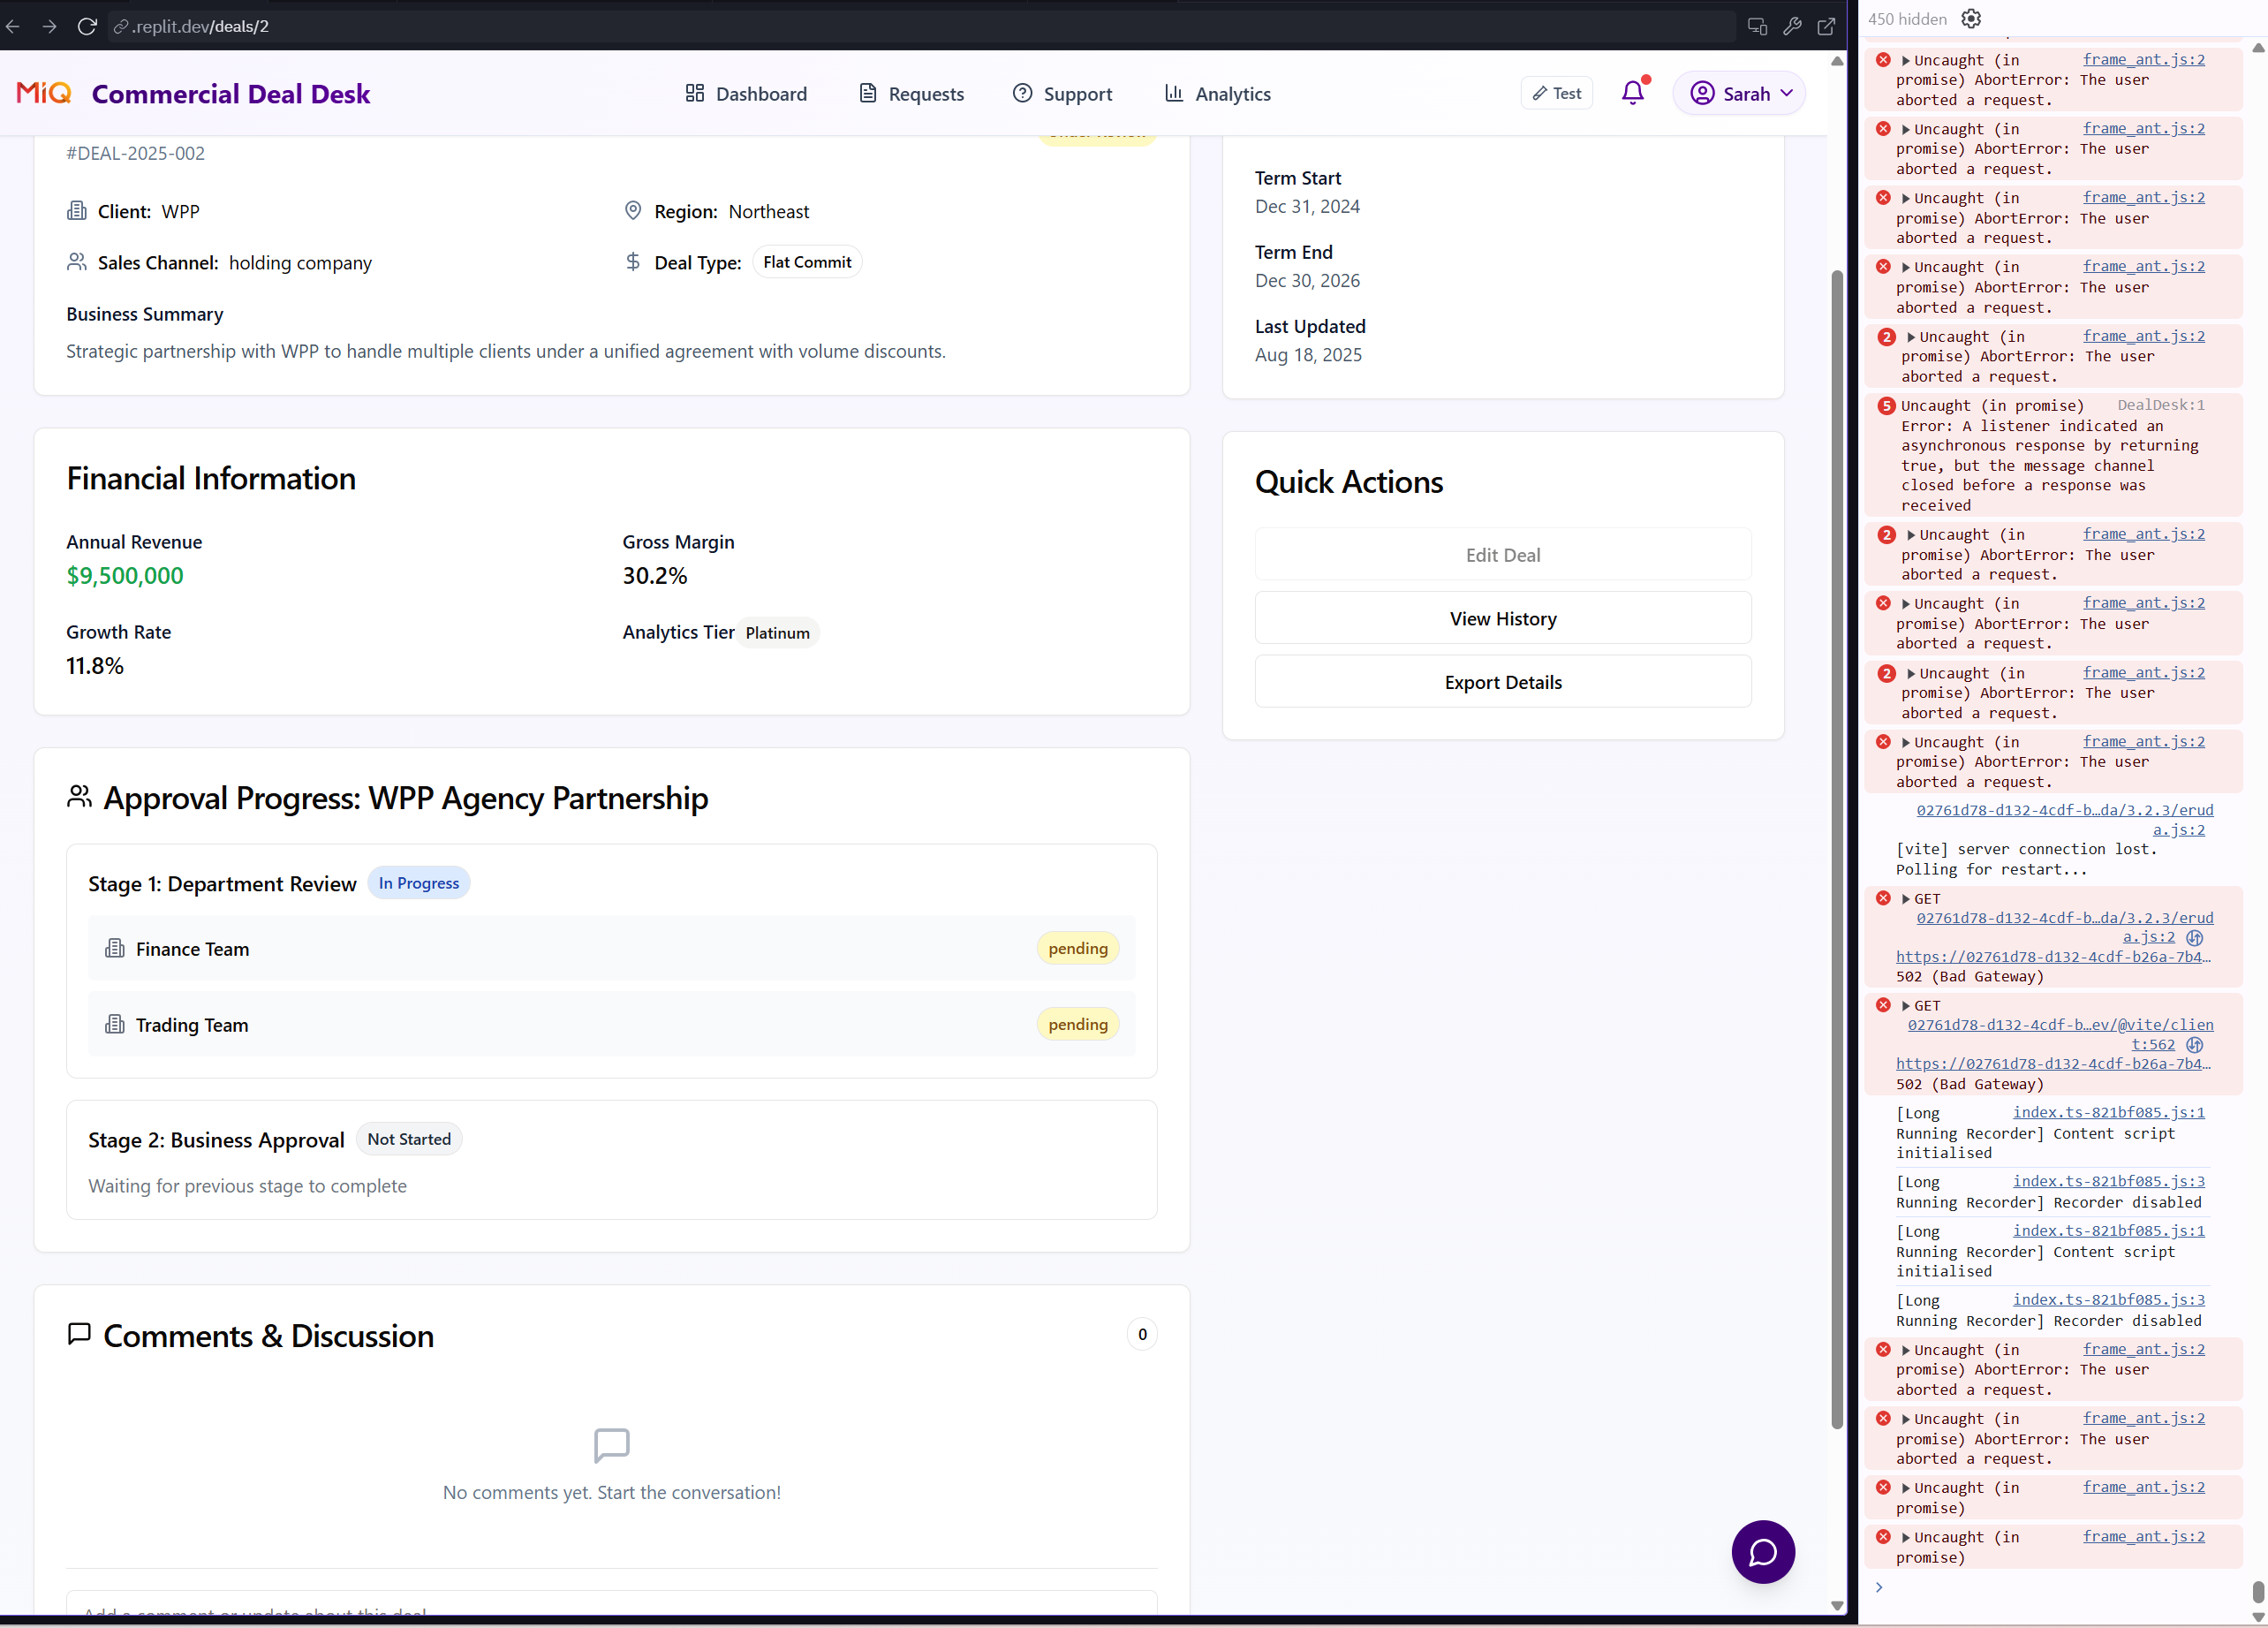 .replit.dev/deals/2
MiQ Commercial Deal Desk
Dashboard
Requests
Support
Analytics
Test
Sarah
#DEAL-2025-002
Client: WPP
Region: Northeast
Sales Channel: holding company
Deal Type: Flat Commit
Business Summary
Strategic partnership with WPP to handle multiple clients under a unified agreement with volume discounts.
Term Start
Dec 31, 2024
Term End
Dec 30, 2026
Last Updated
Aug 18, 2025
Financial Information
Annual Revenue
$9,500,000
Gross Margin
30.2%
Growth Rate
11.8%
Analytics Tier Platinum
Quick Actions
Edit Deal
View History
Export Details
Approval Progress: WPP Agency Partnership
Stage 1: Department Review In Progress
Finance Team pending
Trading Team pending
Stage 2: Business Approval Not Started
Waiting for previous stage to complete
Comments & Discussion 0
No comments yet. Start the conversation!
450 hidden
Uncaught (in frame_ant.js:2
promise) AbortError: The user
aborted a request.
Uncaught (in frame_ant.js:2
promise) AbortError: The user
aborted a request.
Uncaught (in frame_ant.js:2
promise) AbortError: The user
aborted a request.
Uncaught (in frame_ant.js:2
promise) AbortError: The user
aborted a request.
2 Uncaught (in frame_ant.js:2
promise) AbortError: The user
aborted a request.
5 Uncaught (in promise) DealDesk:1
Error: A listener indicated an
asynchronous response by returning
true, but the message channel
closed before a response was
received
2 Uncaught (in frame_ant.js:2
promise) AbortError: The user
aborted a request.
Uncaught (in frame_ant.js:2
promise) AbortError: The user
aborted a request.
2 Uncaught (in frame_ant.js:2
promise) AbortError: The user
aborted a request.
Uncaught (in frame_ant.js:2
promise) AbortError: The user
aborted a request.
02761d78-d132-4cdf-b…da/3.2.3/erud
a.js:2
[vite] server connection lost.
Polling for restart...
GET
02761d78-d132-4cdf-b…da/3.2.3/erud
a.js:2
https://02761d78-d132-4cdf-b26a-7b4…
502 (Bad Gateway)
GET
02761d78-d132-4cdf-b…ev/@vite/clien
t:562
https://02761d78-d132-4cdf-b26a-7b4…
502 (Bad Gateway)
[Long index.ts-821bf085.js:1
Running Recorder] Content script
initialised
[Long index.ts-821bf085.js:3
Running Recorder] Recorder disabled
[Long index.ts-821bf085.js:1
Running Recorder] Content script
initialised
[Long index.ts-821bf085.js:3
Running Recorder] Recorder disabled
Uncaught (in frame_ant.js:2
promise) AbortError: The user
aborted a request.
Uncaught (in frame_ant.js:2
promise) AbortError: The user
aborted a request.
Uncaught (in frame_ant.js:2
promise)
Uncaught (in frame_ant.js:2
promise)